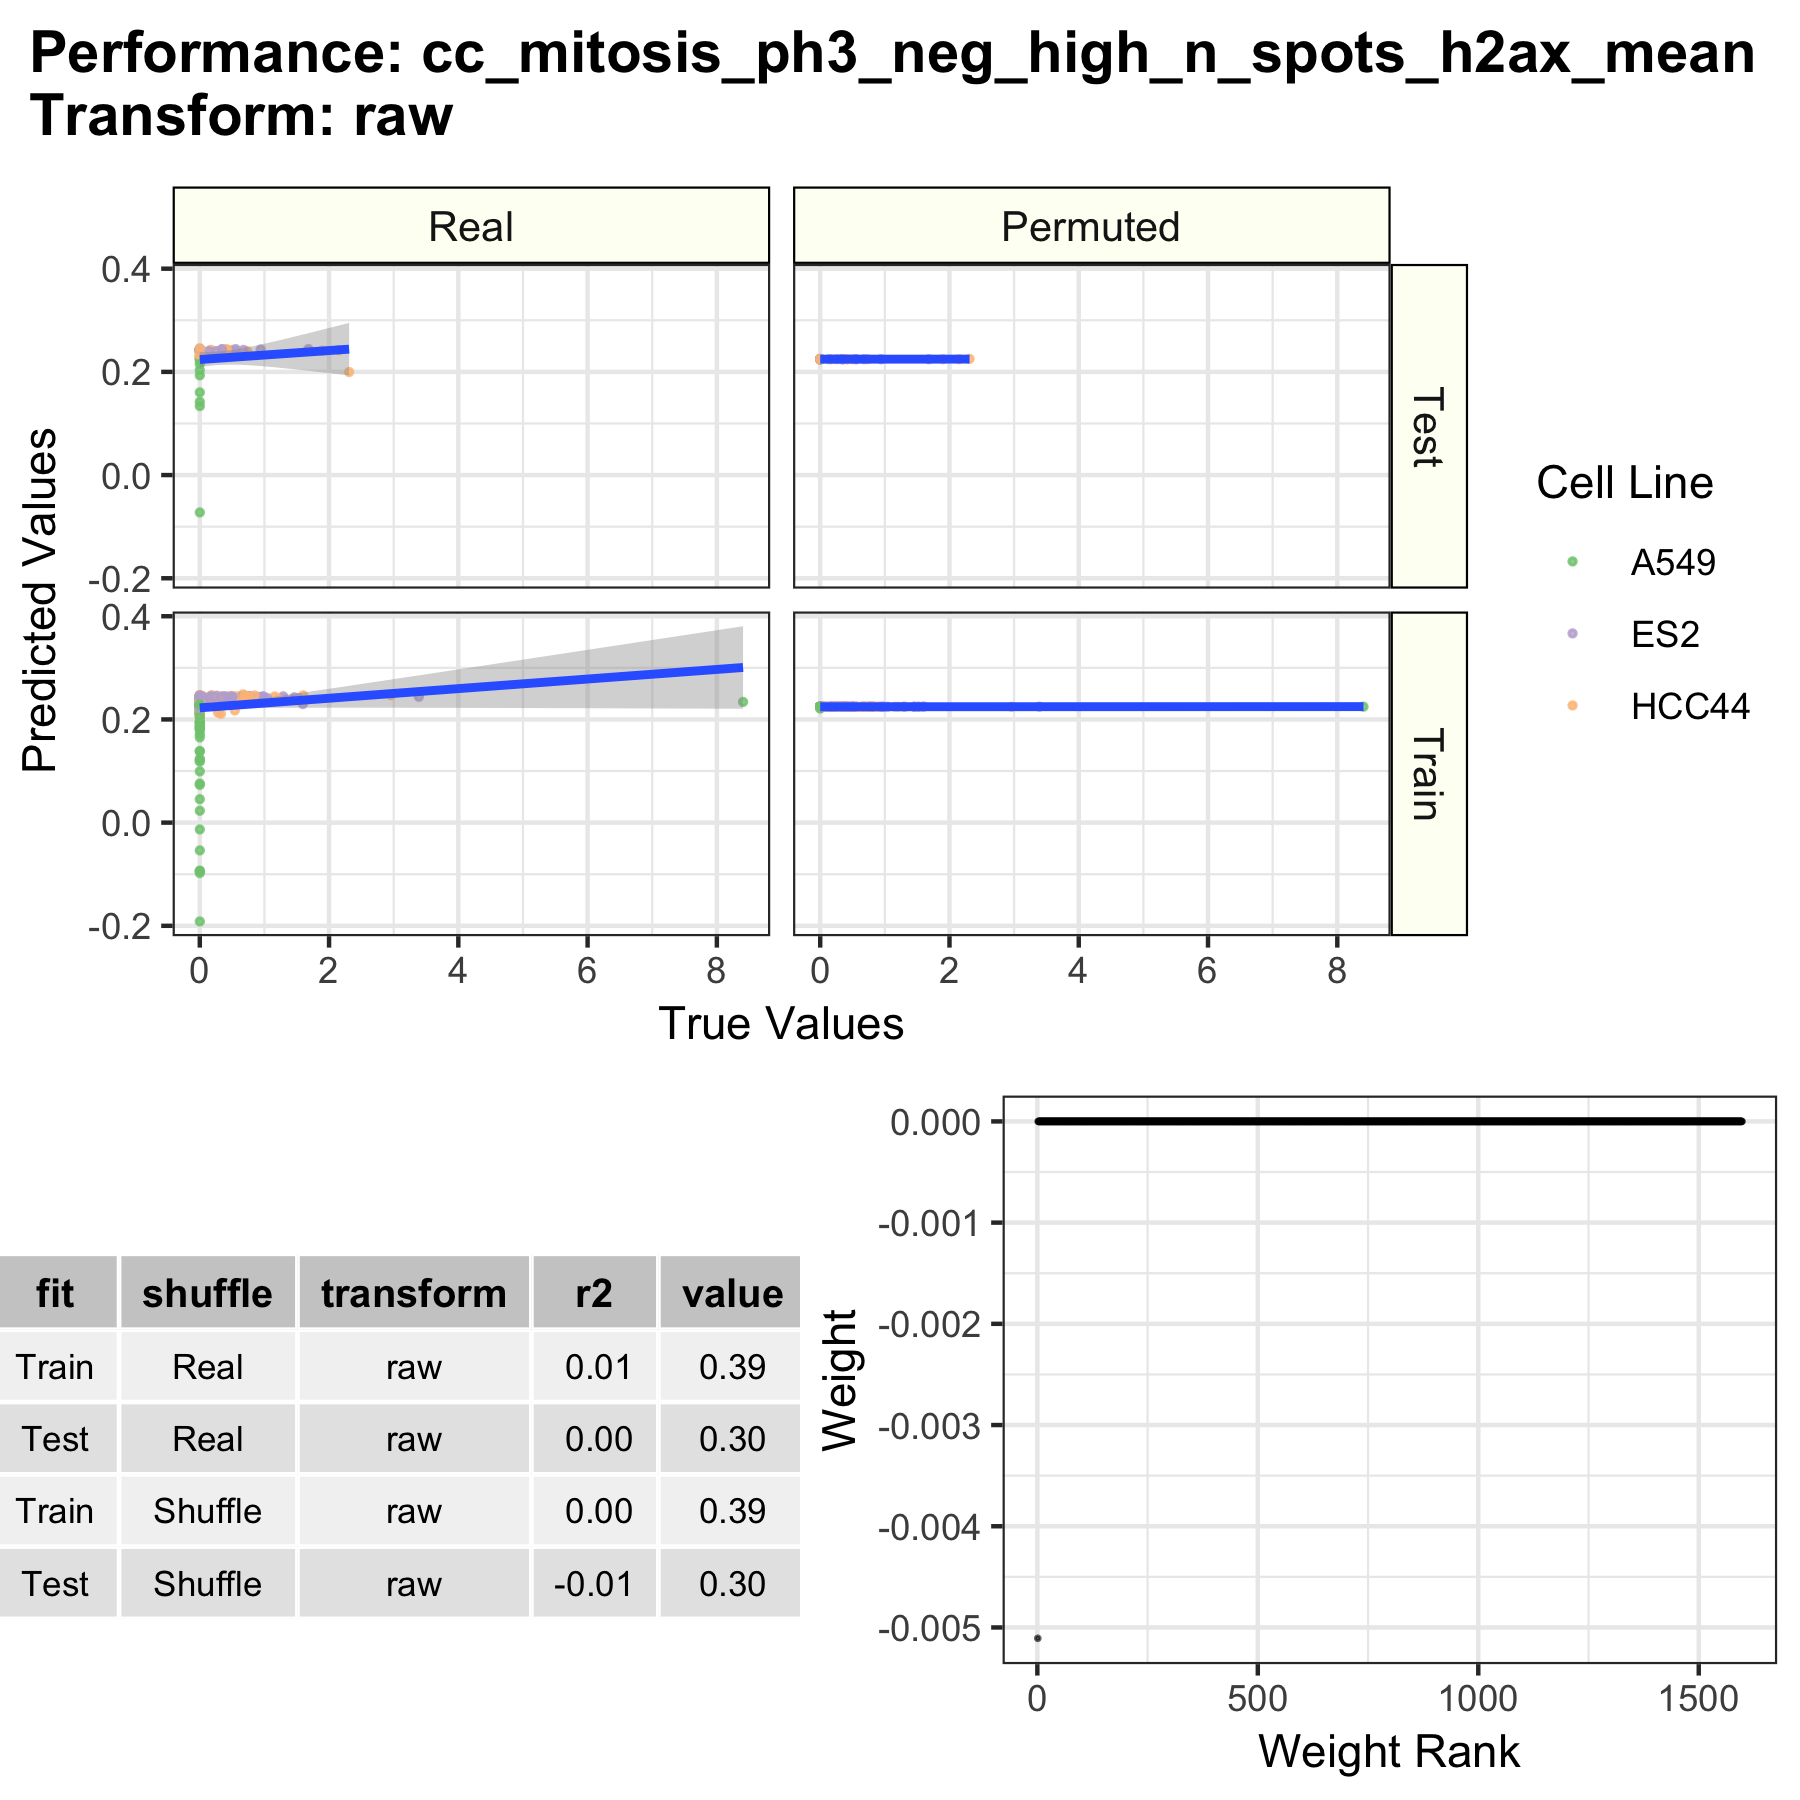 Performance: cc_mitosis_ph3_neg_high_n_spots_h2ax_mean
Transform: raw
Real
Permuted
0.4
0.2
0.0
-0.2
Test
0.4
0.2
0.0
-0.2
Train
Predicted Values
0 2 4 6 8
0 2 4 6 8
True Values
Cell Line
A549
ES2
HCC44
fit shuffle transform r2 value
Train Real raw 0.01 0.39
Test Real raw 0.00 0.30
Train Shuffle raw 0.00 0.39
Test Shuffle raw -0.01 0.30
Weight
0.000
-0.001
-0.002
-0.003
-0.004
-0.005
0 500 1000 1500
Weight Rank